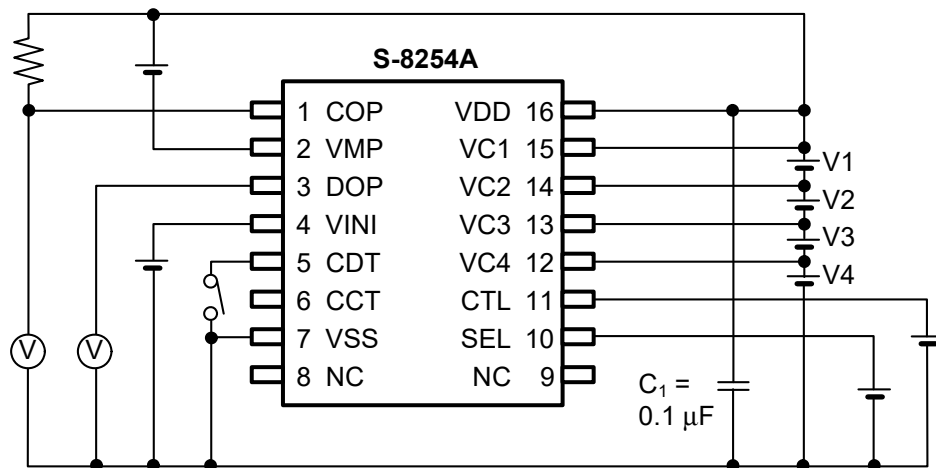 S-8254A
1 COP VDD 16
2 VMP VC1 15
3 DOP VC2 14
4 VINI VC3 13
5 CDT VC4 12
6 CCT CTL 11
7 VSS SEL 10
8 NC NC 9
V1
V2
V3
V4
V
V
C₁ =
0.1 μF